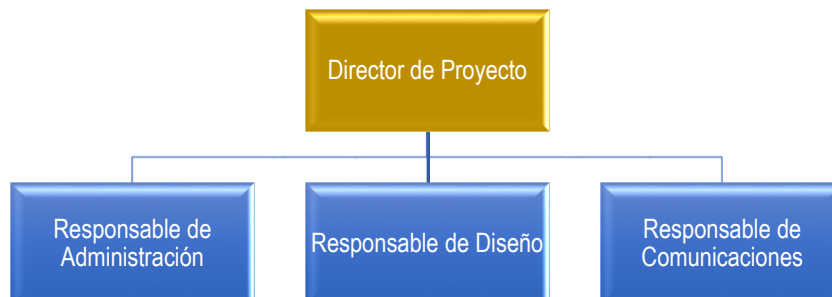 Director de Proyecto
Responsable de
Administración
Responsable de Diseño
Responsable de
Comunicaciones